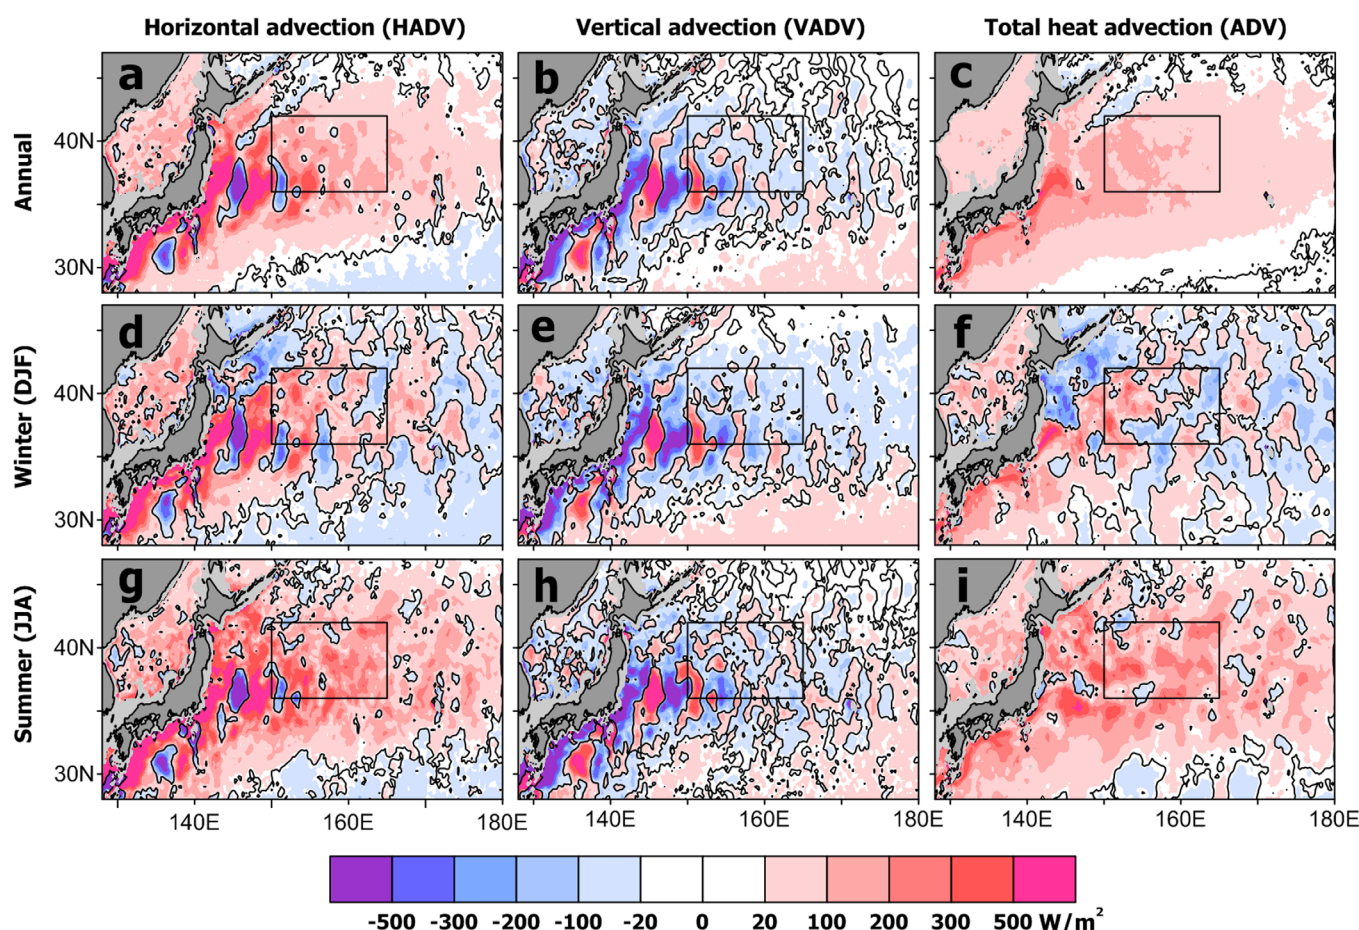 Horizontal advection (HADV) Vertical advection (VADV) Total heat advection (ADV)
Annual
a b c
40N
30N
Winter (DJF)
d e f
40N
30N
Summer (JJA)
g h i
40N
30N
140E 160E 180E 140E 160E 180E 140E 160E 180E
-500 -300 -200 -100 -20 0 20 100 200 300 500 W/m²